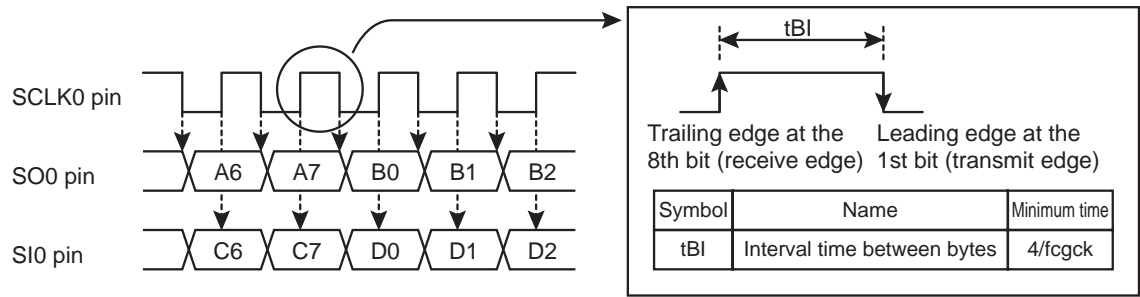 SCLK0 pin
SO0 pin
A6 A7 B0 B1 B2
SI0 pin
C6 C7 D0 D1 D2
tBI
Trailing edge at the
8th bit (receive edge)
Leading edge at the
1st bit (transmit edge)
Symbol Name Minimum time
tBI Interval time between bytes 4/fcgck